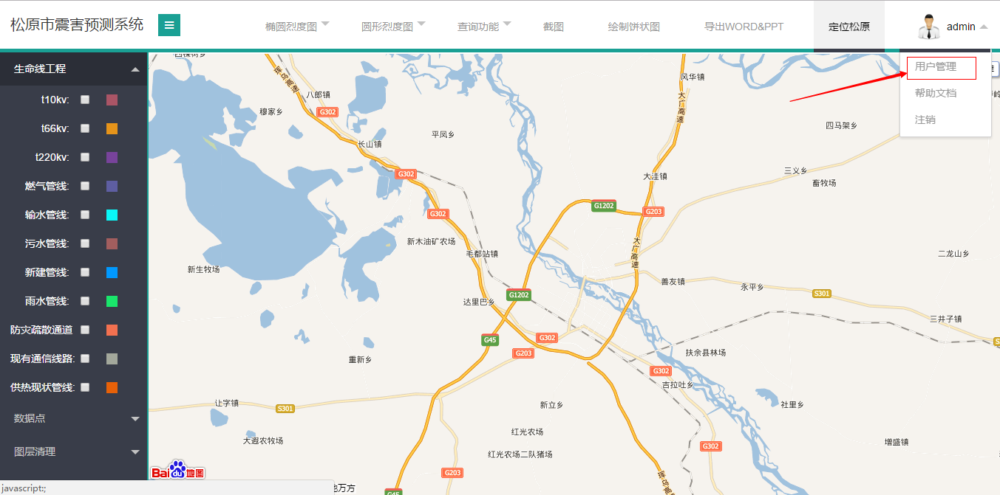 松原市震害预测系统
椭圆烈度图
圆形烈度图
查询功能
截图
绘制饼状图
导出WORD&PPT
定位松原
admin
用户管理
帮助文档
注销
生命线工程
t10kv:
t66kv:
t220kv:
燃气管线:
输水管线:
污水管线:
新建管线:
雨水管线:
防灾疏散通道
现有通信线路:
供热现状管线:
数据点
图层清理
珲乌高速
八郎镇
穆家乡
G302
长山镇
平凤乡
G302
G302
风华镇
大广高速
四马架乡
三义乡
畜牧场
大洼镇
G1202
G203
新木油矿农场
毛都站镇
大广高速
二龙山乡
新生牧场
善友镇
永平乡
S301
G1202
达里巴乡
三井子镇
G45
G302
G203
重新乡
扶余县林场
G302
吉拉吐乡
让字镇
S301
新立乡
社里乡
红光农场
大遐农牧场
增盛镇
G302
红光农场二队猪场
G203
珲乌高速
G45
Bai du 地图
万方
javascript:;